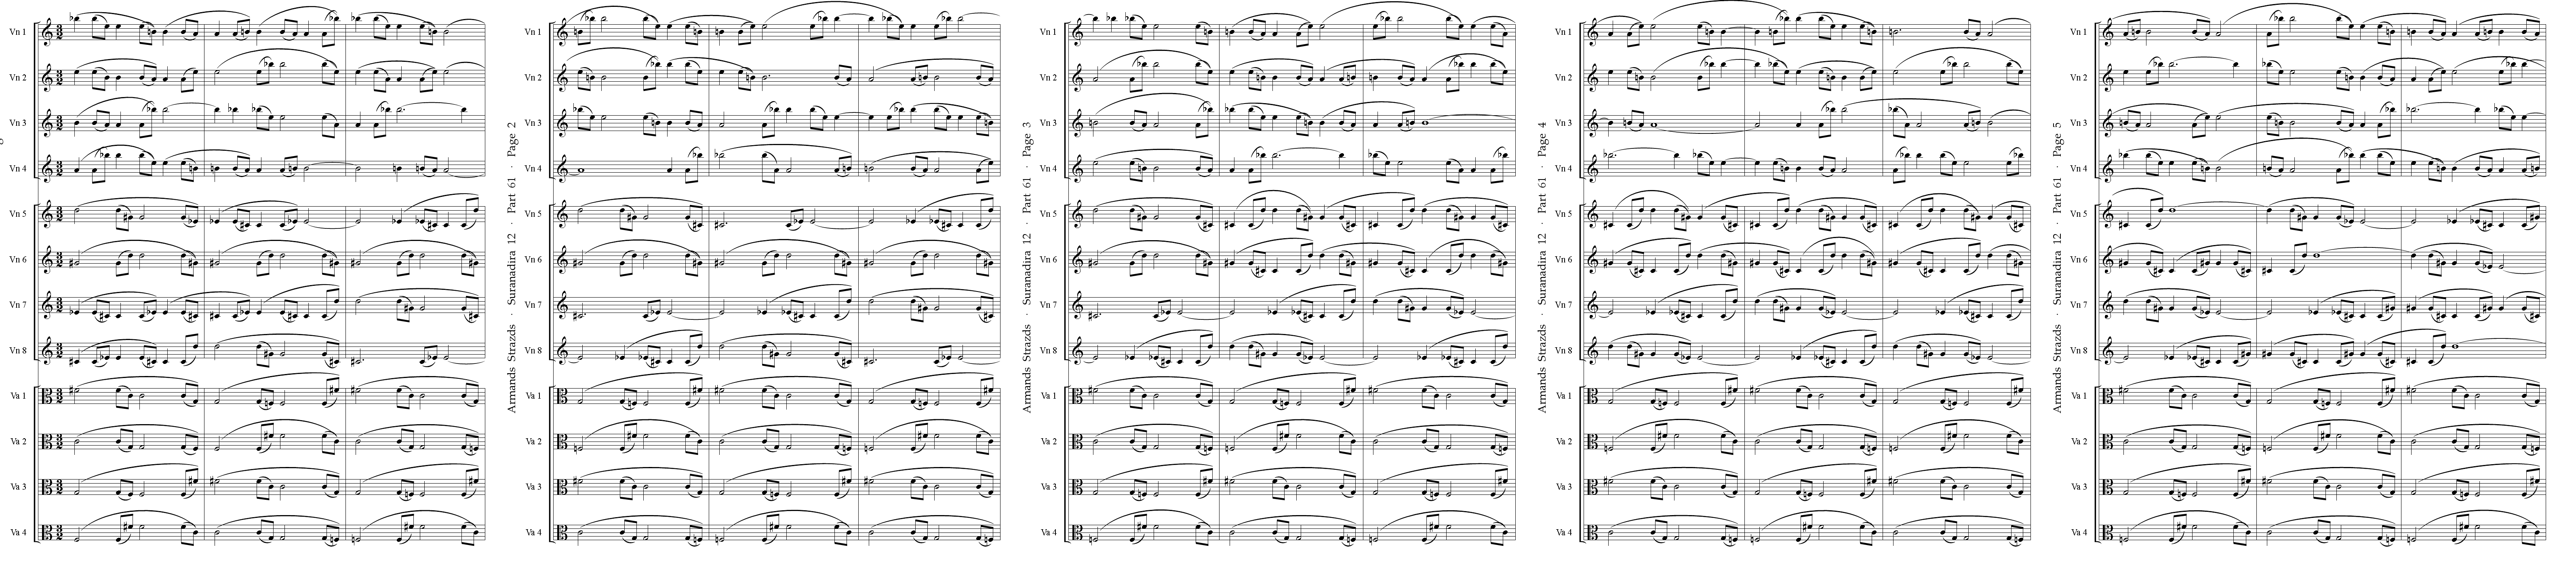 Vn 1
Vn 2
Vn 3
Vn 4
Vn 5
Vn 6
Vn 7
Vn 8
Va 1
Va 2
Va 3
Va 4
Armands Strazds · Suranadira 12 · Part 61 · Page 2
Vn 1
Vn 2
Vn 3
Vn 4
Vn 5
Vn 6
Vn 7
Vn 8
Va 1
Va 2
Va 3
Va 4
Armands Strazds · Suranadira 12 · Part 61 · Page 3
Vn 1
Vn 2
Vn 3
Vn 4
Vn 5
Vn 6
Vn 7
Vn 8
Va 1
Va 2
Va 3
Va 4
Armands Strazds · Suranadira 12 · Part 61 · Page 4
Vn 1
Vn 2
Vn 3
Vn 4
Vn 5
Vn 6
Vn 7
Vn 8
Va 1
Va 2
Va 3
Va 4
Armands Strazds · Suranadira 12 · Part 61 · Page 5
Vn 1
Vn 2
Vn 3
Vn 4
Vn 5
Vn 6
Vn 7
Vn 8
Va 1
Va 2
Va 3
Va 4